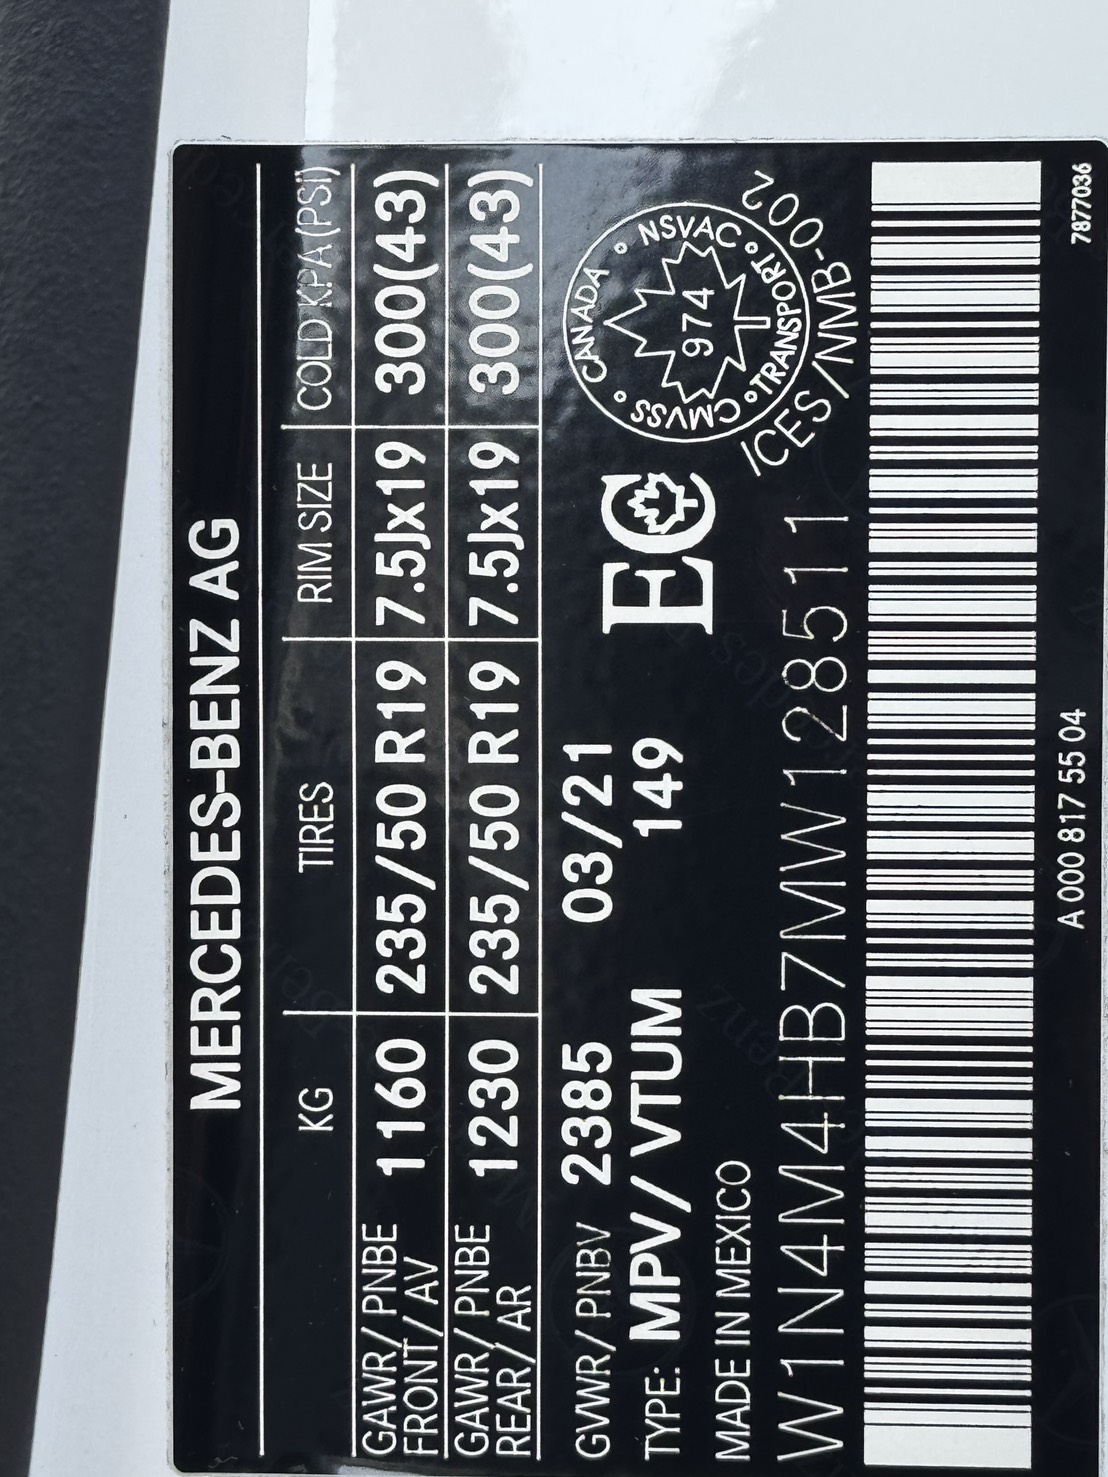 MERCEDES-BENZ AG
KG TIRES RIM SIZE COLD KPA(PSI)
GAWR/ PNBE FRONT/ AV 1160 235/50 R19 7.5Jx19 300(43)
GAWR/ PNBE REAR/ AR 1230 235/50 R19 7.5Jx19 300(43)
GVWR/ PNBV 2385 03/21
TYPE: MPV/ VTUM 149
EC
CANADA NSVAC TRANSPORT CMVSS
974
MADE IN MEXICO
ICES/NMB-002
W1N4M4HB7MW128511
A 000 817 55 04
7877036